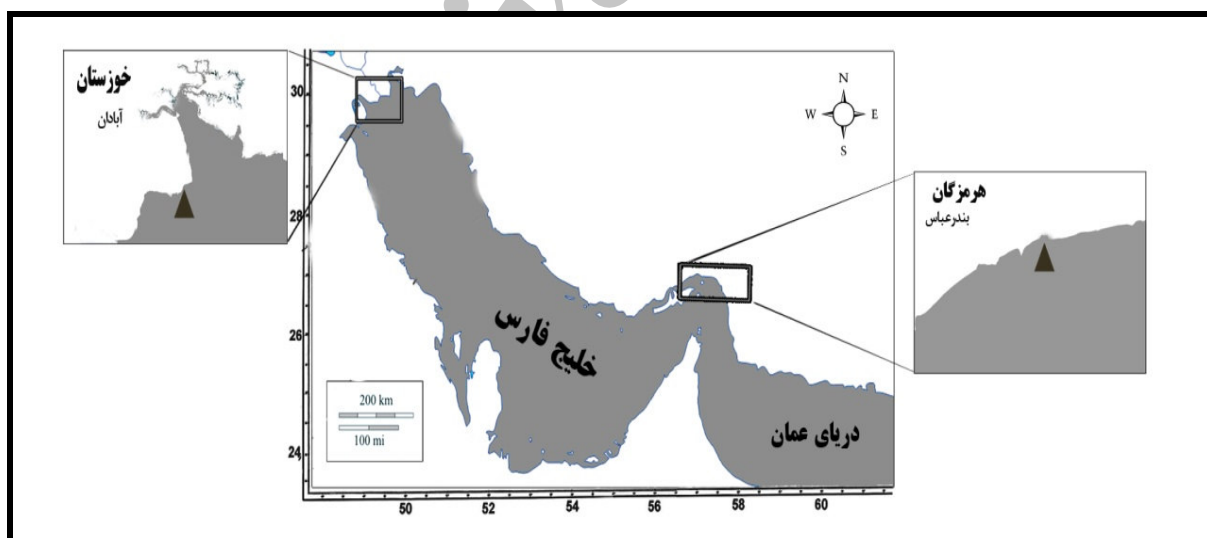 خوزستان
آبادان
N
W
E
S
هرمزگان
بندرعباس
خلیج فارس
دریای عمان
200 km
100 mi
30
28
26
24
50
52
54
56
58
60